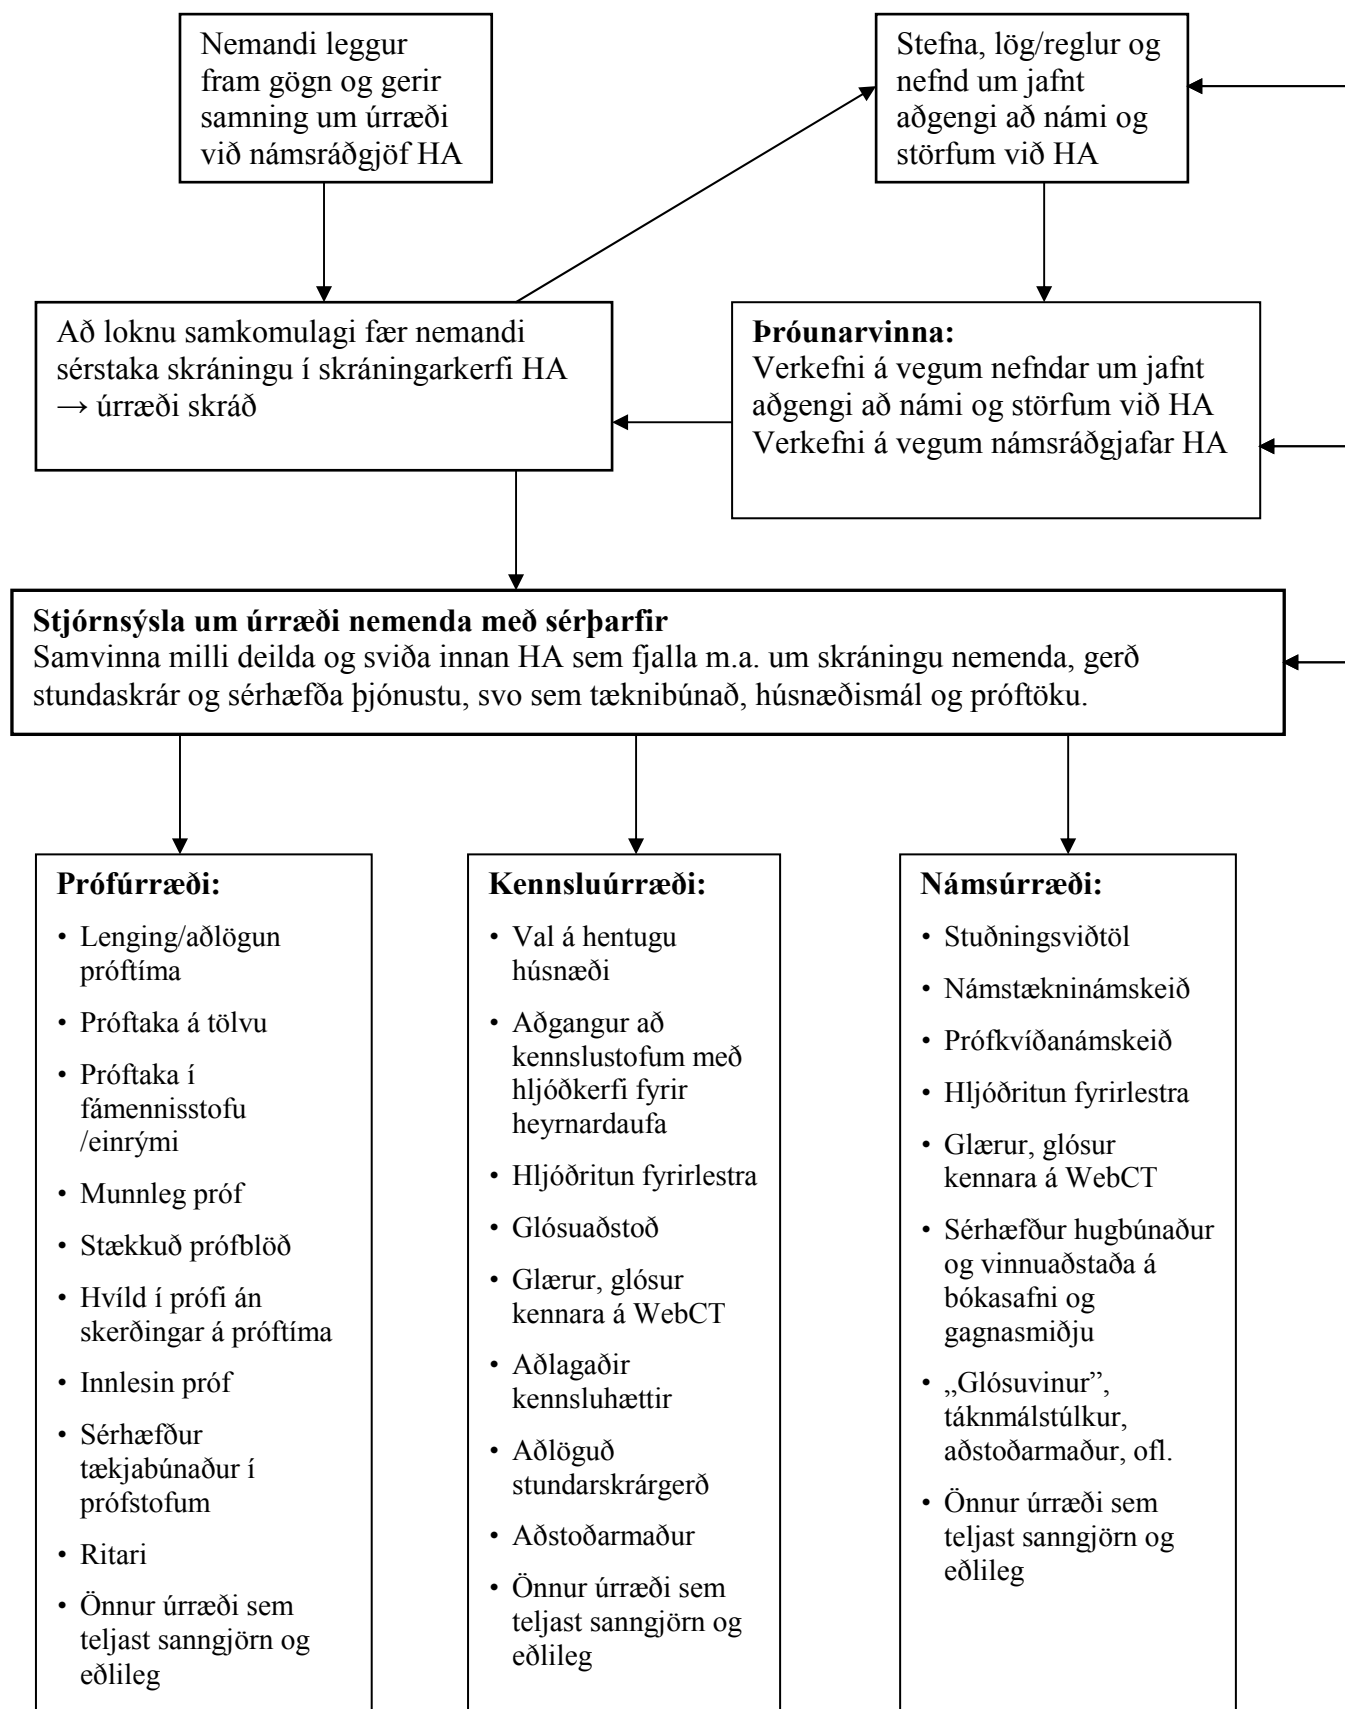 Nemandi leggur
fram gögn og gerir
samning um úrræði
við námsráðgjöf HA
Stefna, lög/reglur og
nefnd um jafnt
aðgengi að námi og
störfum við HA
Að loknu samkomulagi fær nemandi
sérstaka skráningu í skráningarkerfi HA
→ úrræði skráð
Þróunarvinna:
Verkefni á vegum nefndar um jafnt
aðgengi að námi og störfum við HA
Verkefni á vegum námsráðgjafar HA
Stjórnsýsla um úrræði nemenda með sérþarfir
Samvinna milli deilda og sviða innan HA sem fjalla m.a. um skráningu nemenda, gerð
stundaskrár og sérhæfða þjónustu, svo sem tæknibúnað, húsnæðismál og próftöku.
Prófúrræði:
• Lenging/aðlögun
próftíma
• Próftaka á tölvu
• Próftaka í
fámennisstofu
/einrými
• Munnleg próf
• Stækkuð prófblöð
• Hvíld í prófi án
skerðingar á próftíma
• Innlesin próf
• Sérhæfður
tækjabúnaður í
prófstofum
• Ritari
• Önnur úrræði sem
teljast sanngjörn og
eðlileg
Kennsluúrræði:
• Val á hentugu
húsnæði
• Aðgangur að
kennslustofum með
hljóðkerfi fyrir
heyrnardaufa
• Hljóðritun fyrirlestra
• Glósuaðstoð
• Glærur, glósur
kennara á WebCT
• Aðlagaðir
kennsluhættir
• Aðlöguð
stundarskrárgerð
• Aðstoðarmaður
• Önnur úrræði sem
teljast sanngjörn og
eðlileg
Námsúrræði:
• Stuðningsviðtöl
• Námstækninámskeið
• Prófkvíðanámskeið
• Hljóðritun fyrirlestra
• Glærur, glósur
kennara á WebCT
• Sérhæfður hugbúnaður
og vinnuaðstaða á
bókasafni og
gagnasmiðju
• „Glósuvinur”,
táknmálstúlkur,
aðstoðarmaður, ofl.
• Önnur úrræði sem
teljast sanngjörn og
eðlileg